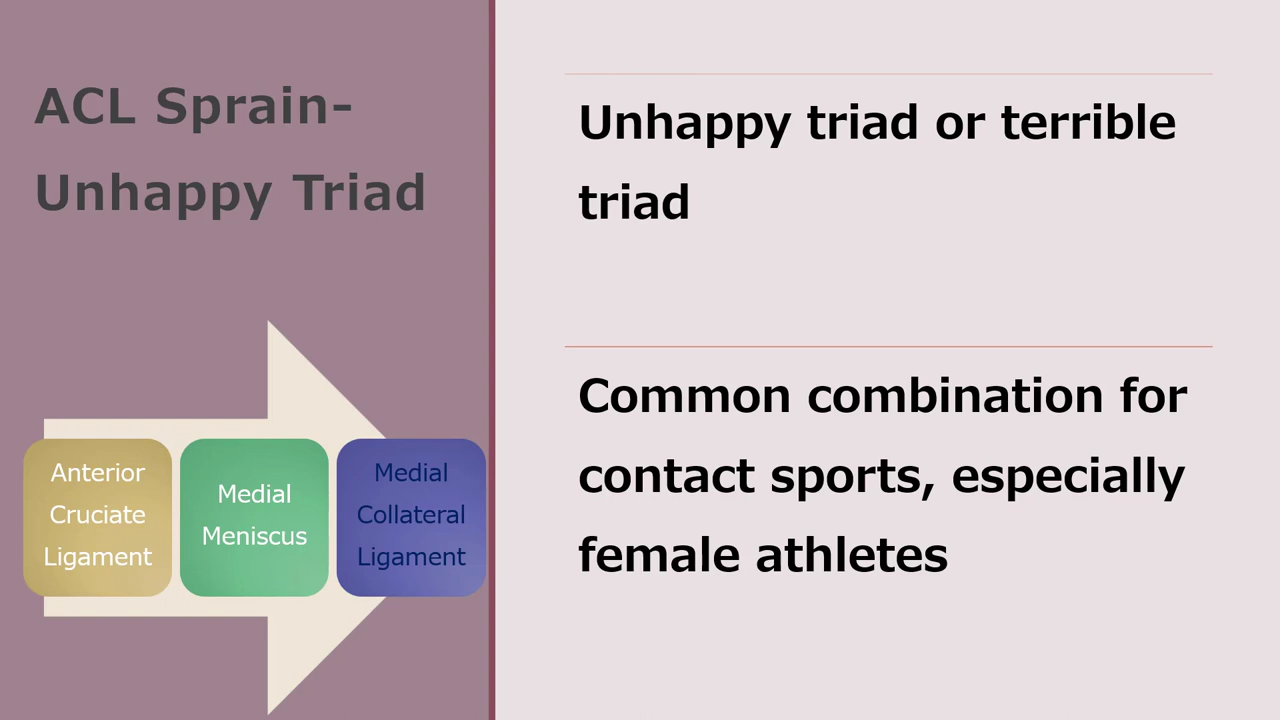 ACL Sprain-
Unhappy Triad
Anterior
Cruciate
Ligament
Medial
Meniscus
Medial
Collateral
Ligament
Unhappy triad or terrible
triad
Common combination for
contact sports, especially
female athletes